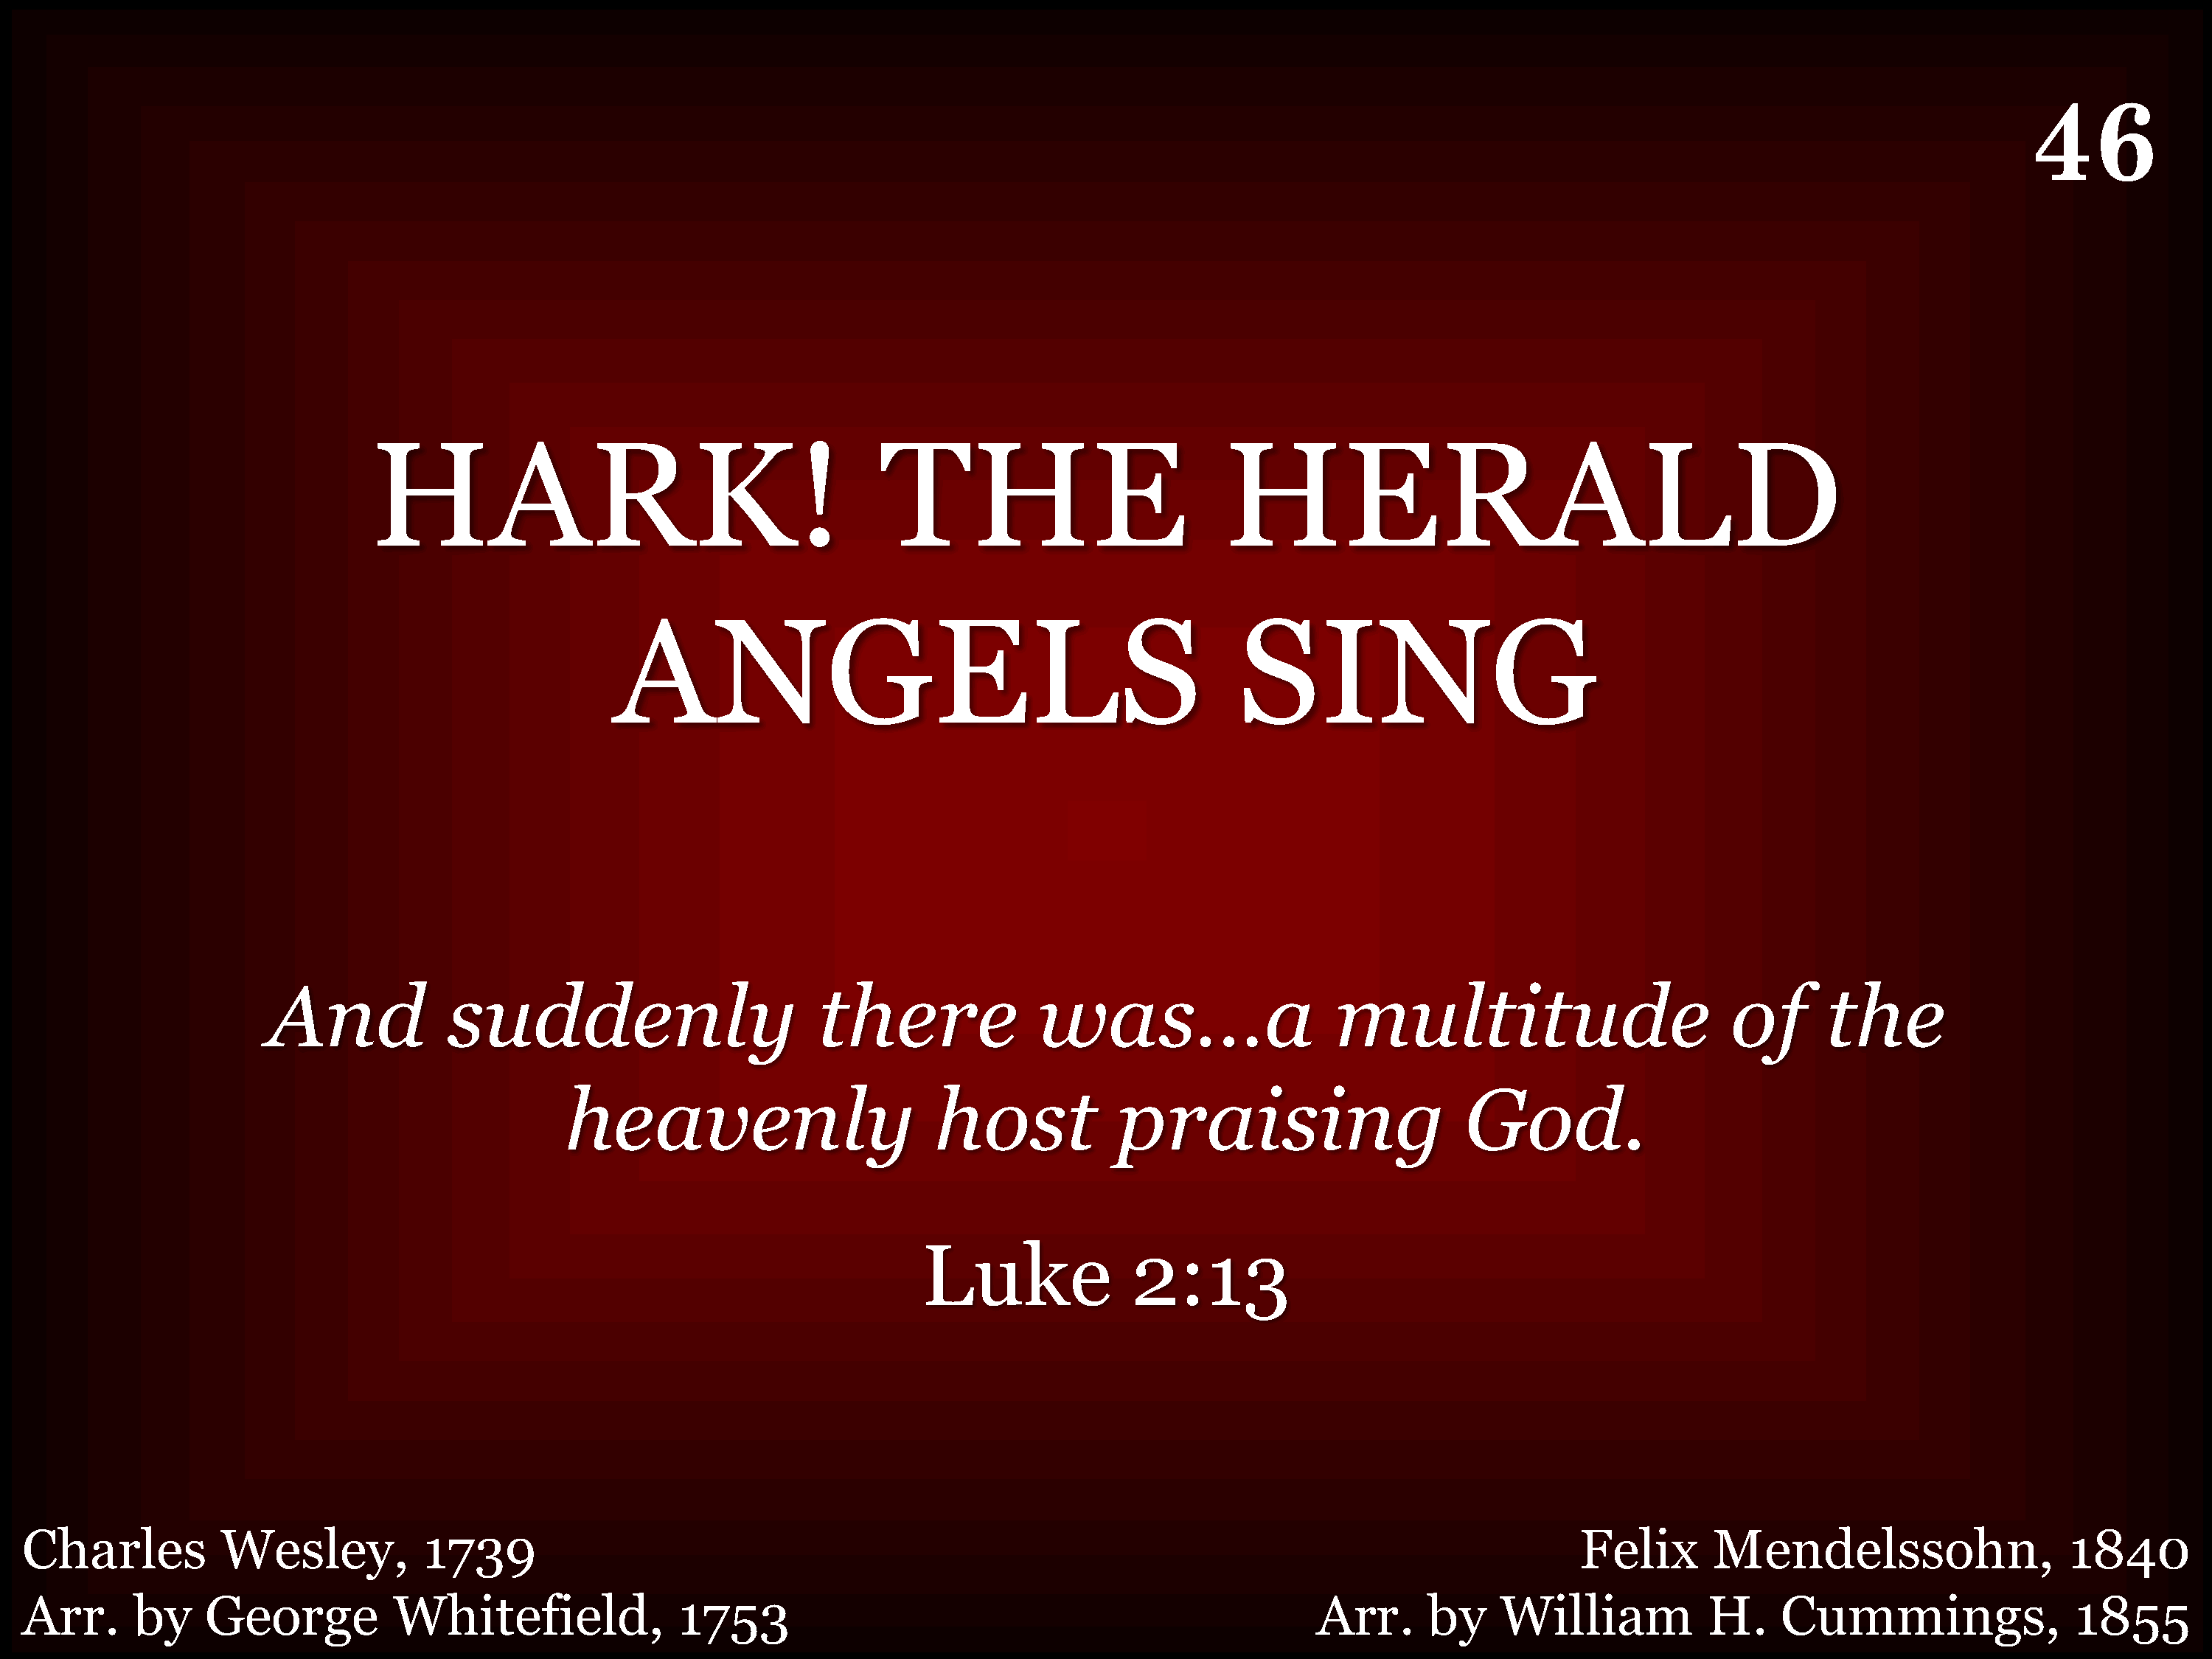 46
HARK! THE HERALD
ANGELS SING
And suddenly there was...a multitude of the
heavenly host praising God.
Luke 2:13
Charles Wesley, 1739
Arr. by George Whitefield, 1753
Felix Mendelssohn, 1840
Arr. by William H. Cummings, 1855